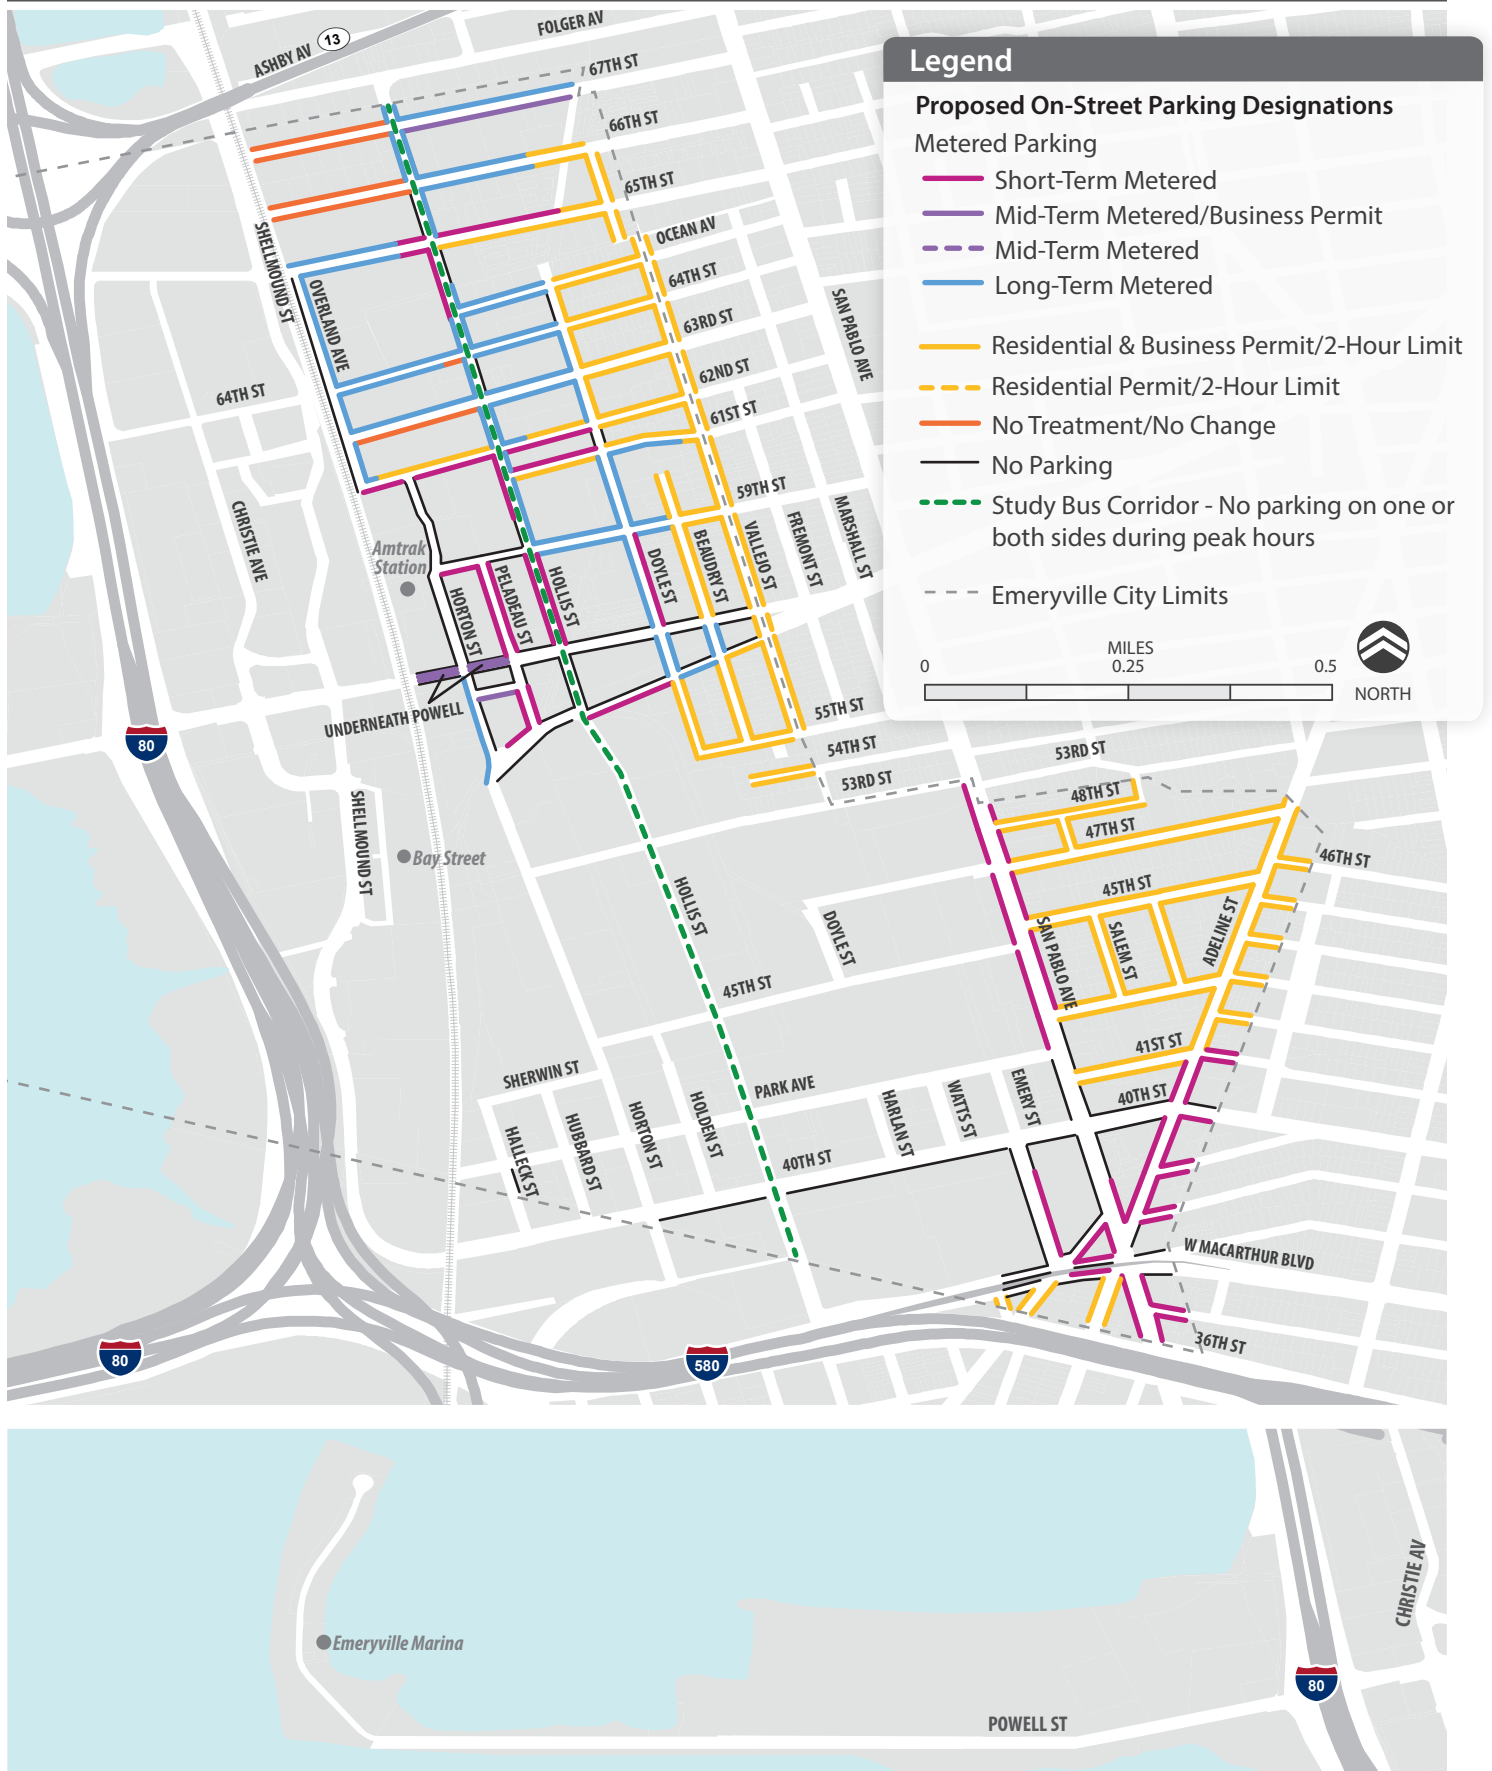 FOLGER AV
ASHBY AV
13
67TH ST
66TH ST
65TH ST
OCEAN AV
64TH ST
63RD ST
62ND ST
61ST ST
59TH ST
SAN PABLO AVE
SHELLMOUND ST
OVERLAND AVE
64TH ST
CHRISTIE AVE
Amtrak
Station
HORTON ST
PELADEAU ST
HOLLIS ST
DOYLE ST
BEAUDRY ST
VALLEJO ST
FREMONT ST
MARSHALL ST
UNDERNEATH POWELL
55TH ST
54TH ST
53RD ST
53RD ST
80
SHELLMOUND ST
Bay Street
48TH ST
47TH ST
46TH ST
45TH ST
SAN PABLO AVE
SALEM ST
ADELINE ST
HOLLIS ST
DOYLE ST
45TH ST
41ST ST
40TH ST
SHERWIN ST
PARK AVE
HALLECK ST
HUBBARD ST
HORTON ST
HOLDEN ST
HARLAN ST
WATTS ST
EMERY ST
40TH ST
W MACARTHUR BLVD
36TH ST
80
580
Legend
Proposed On-Street Parking Designations
Metered Parking
Short-Term Metered
Mid-Term Metered/Business Permit
Mid-Term Metered
Long-Term Metered
Residential & Business Permit/2-Hour Limit
Residential Permit/2-Hour Limit
No Treatment/No Change
No Parking
Study Bus Corridor - No parking on one or
both sides during peak hours
Emeryville City Limits
MILES
0 0.25 0.5
NORTH
Emeryville Marina
POWELL ST
CHRISTIE AV
80